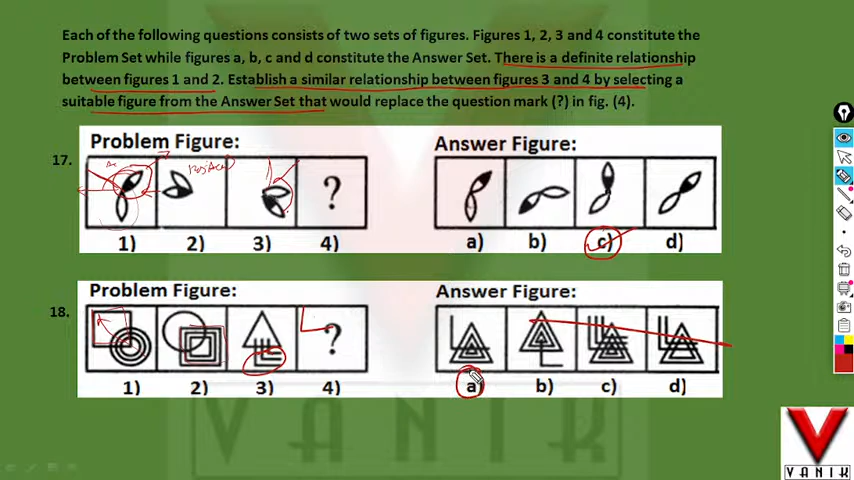 Each of the following questions consists of two sets of figures. Figures 1, 2, 3 and 4 constitute the
Problem Set while figures a, b, c and d constitute the Answer Set. There is a definite relationship
between figures 1 and 2. Establish a similar relationship between figures 3 and 4 by selecting a
suitable figure from the Answer Set that would replace the question mark (?) in fig. (4).
17.
Problem Figure:
Answer Figure:
?
1) 2) 3) 4)
a) b) c) d)
18.
Problem Figure:
Answer Figure:
?
1) 2) 3) 4)
a) b) c) d)
VANIK
VANIK